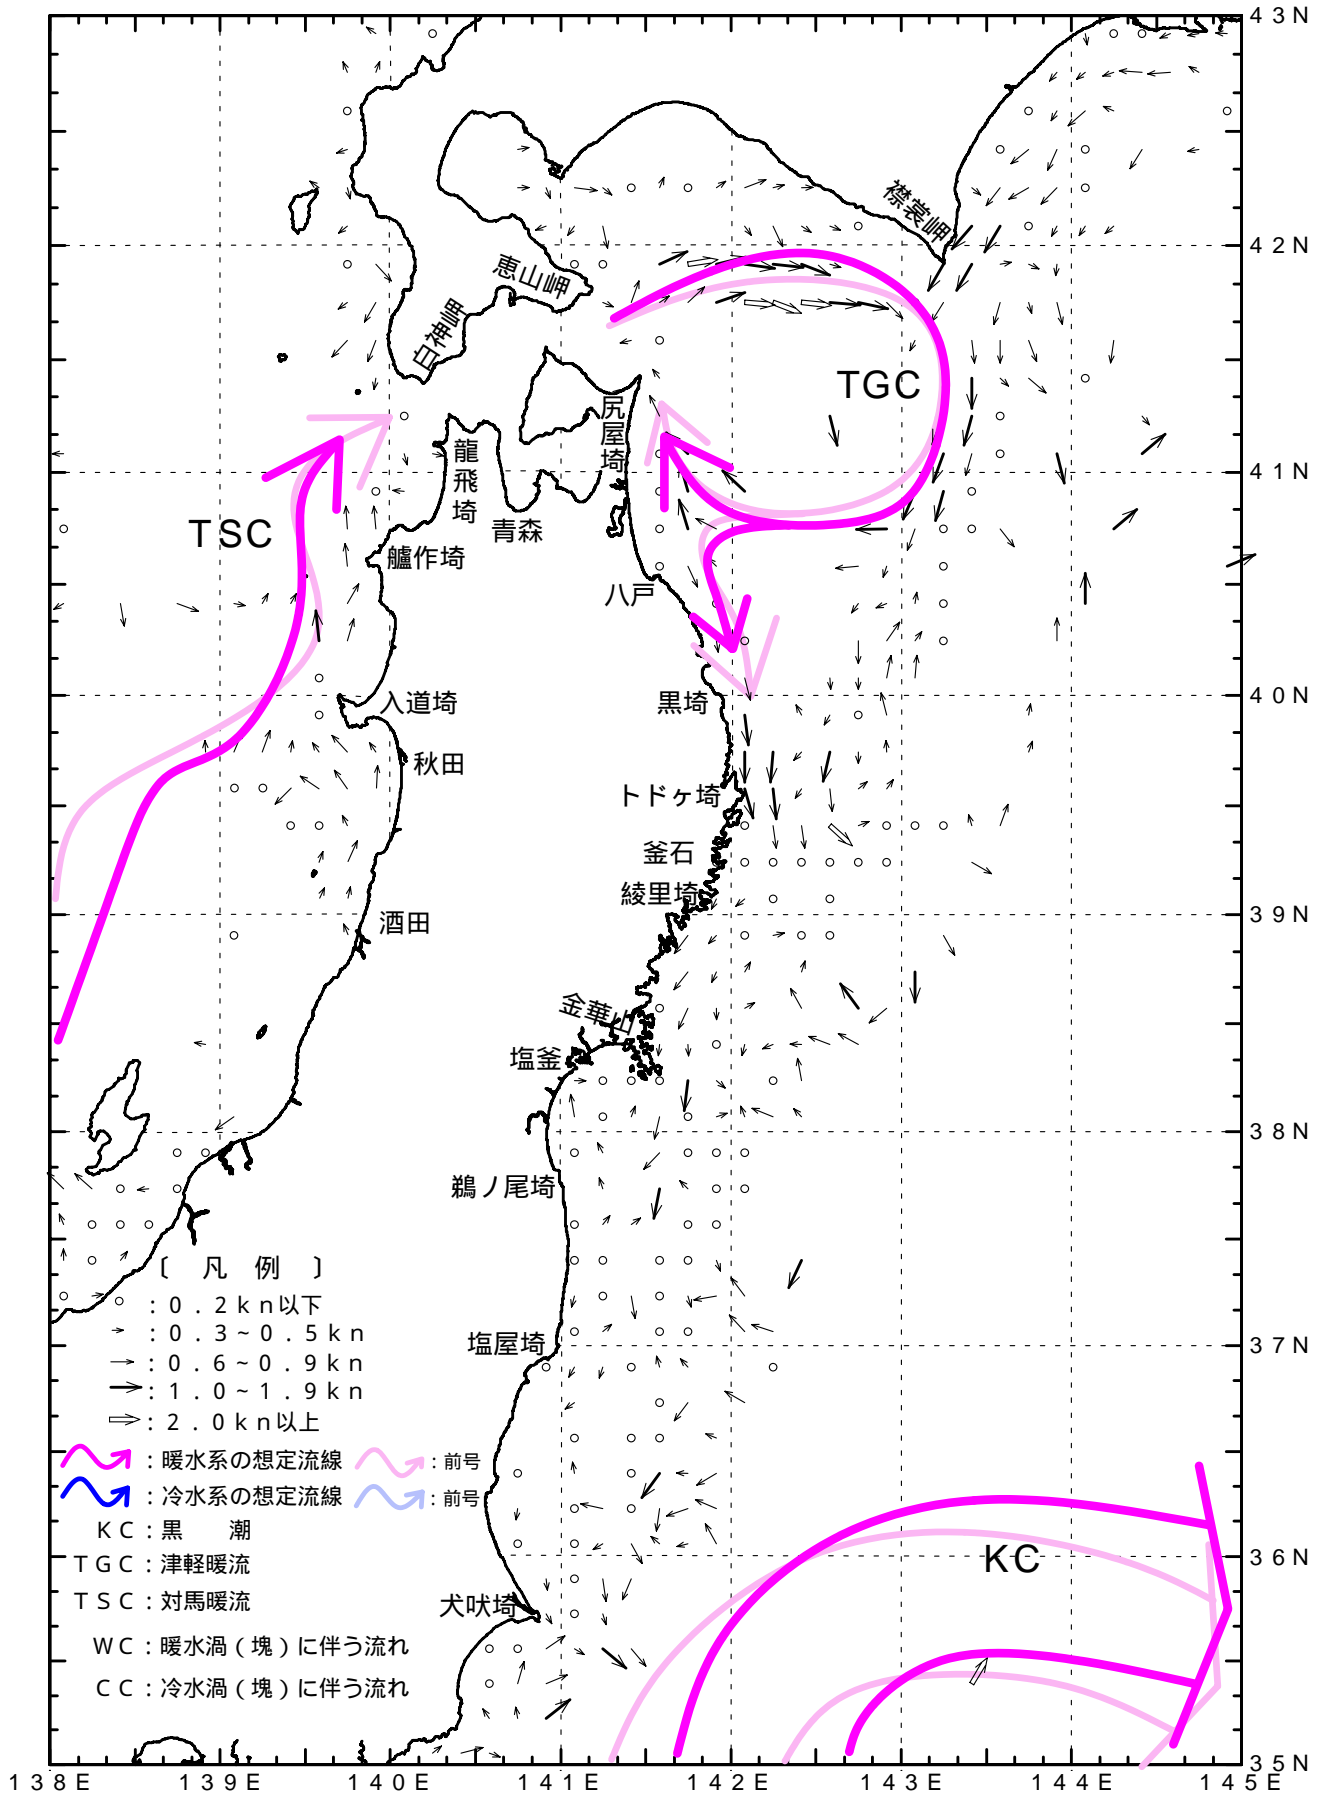 43N
襟裳岬
42N
恵山岬
白神岬
TGC
尻屋埼
龍飛埼
41N
TSC
青森
艫作埼
八戸
40N
黒埼
入道埼
秋田
トドヶ埼
釜石
綾里埼
39N
酒田
金華山
塩釜
38N
鵜ノ尾埼
〔 凡 例 〕
:0.2kn以下
:0.3~0.5kn
塩屋埼
37N
:0.6~0.9kn
:1.0~1.9kn
:2.0kn以上
:暖水系の想定流線 :前号
:冷水系の想定流線 :前号
KC:黒 潮
KC
36N
TGC:津軽暖流
TSC:対馬暖流
犬吠埼
WC:暖水渦(塊)に伴う流れ
CC:冷水渦(塊)に伴う流れ
35N
138E 139E 140E 141E 142E 143E 144E 145E